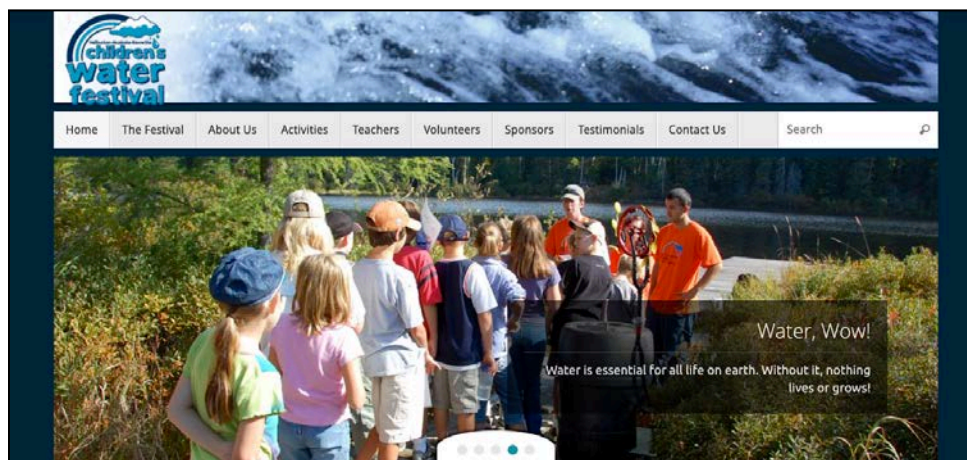 children's
water
festival
Home The Festival About Us Activities Teachers Volunteers Sponsors Testimonials Contact Us Search
Water, Wow!
Water is essential for all life on earth. Without it, nothing
lives or grows!